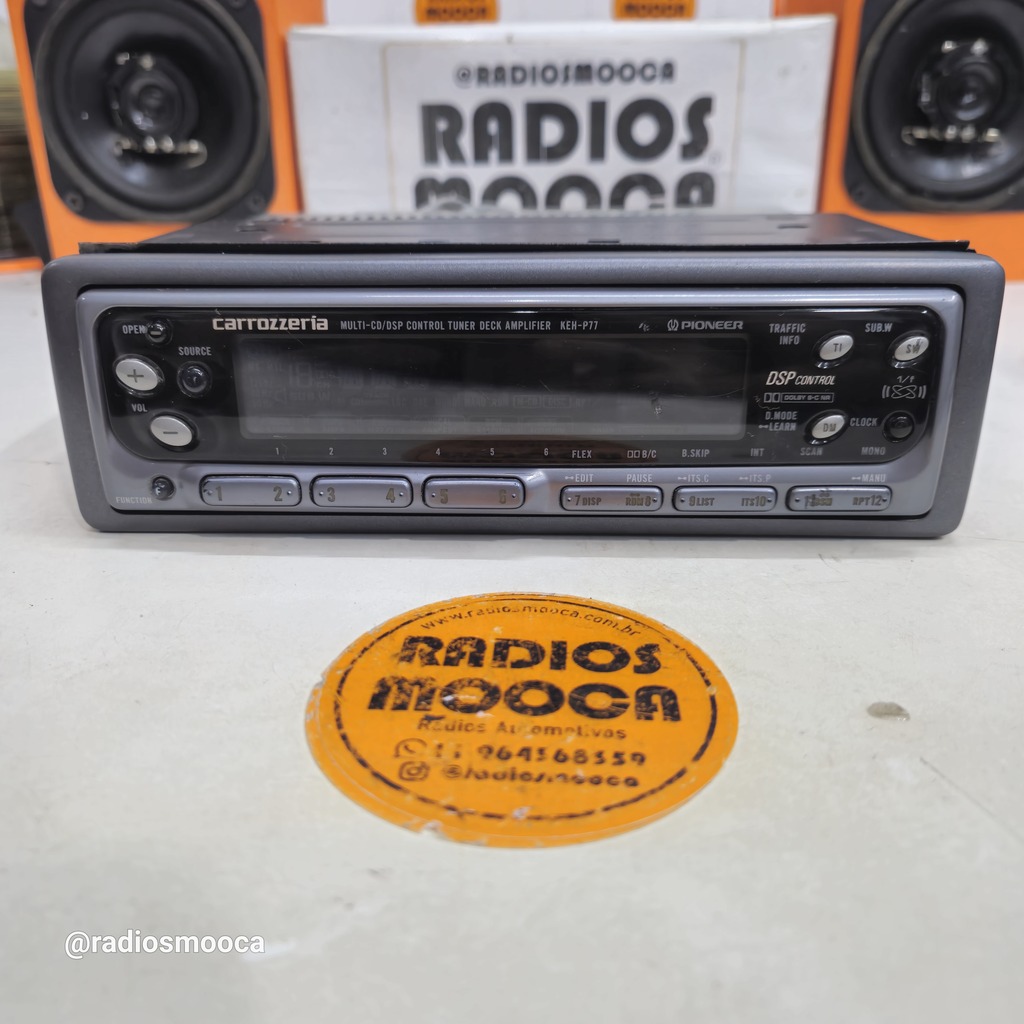 @RADIOSMOOCA
RADIOS
MOOCA
OPEN
carrozzeria MULTI-CD/DSP CONTROL TUNER DECK AMPLIFIER KEH-P77 PIONEER
TRAFFIC INFO
SUB.W
SOURCE
TI
SW
+
DSP CONTROL
DOLBY B-C NR
VOL
D.MODE
LEARN
DM
CLOCK
1 2 3 4 5 6 FLEX B/C B.SKIP INT SCAN MONO
EDIT PAUSE ITS.C ITS.P MANU
FUNCTION
1 2 3 4 5 6 7 DISP 8 9 LIST ITS 10 RPT 12
www.radiosmooca.com.br
RADIOS
MOOCA
Rádios Automotivas
11 964368359
@radiosmooca
@radiosmooca